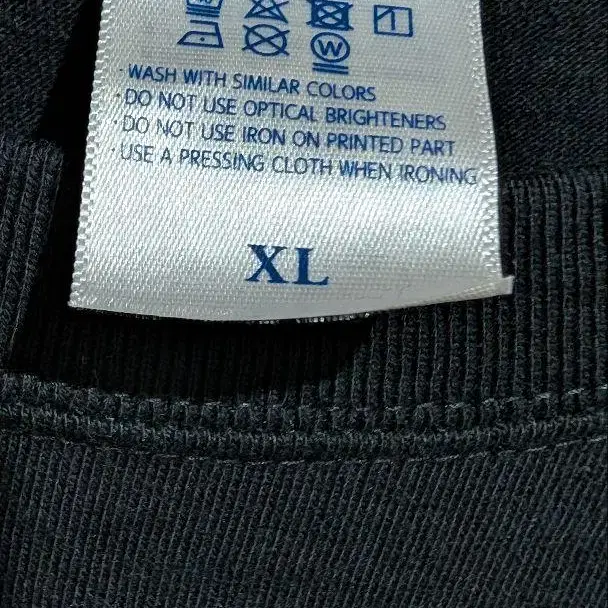 W
· WASH WITH SIMILAR COLORS
· DO NOT USE OPTICAL BRIGHTENERS
· DO NOT USE IRON ON PRINTED PART
· USE A PRESSING CLOTH WHEN IRONING
XL